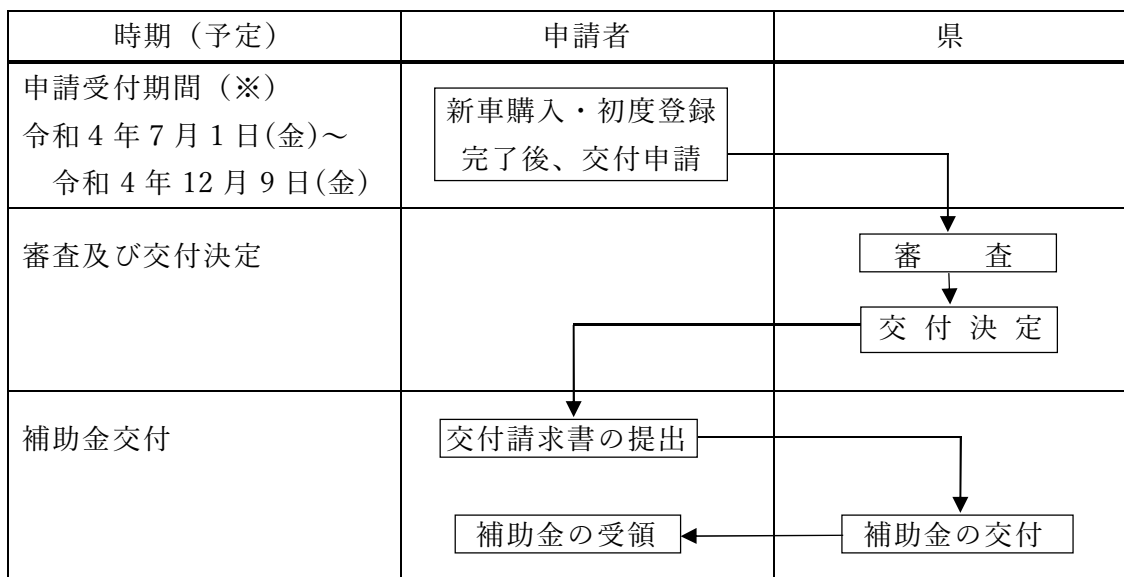 時期（予定）
申請者
県
申請受付期間（※）
令和４年７月１日(金)～
令和４年 12 月９日(金)
新車購入・初度登録
完了後、交付申請
審査及び交付決定
審　　査
交 付 決 定
補助金交付
交付請求書の提出
補助金の受領
補助金の交付